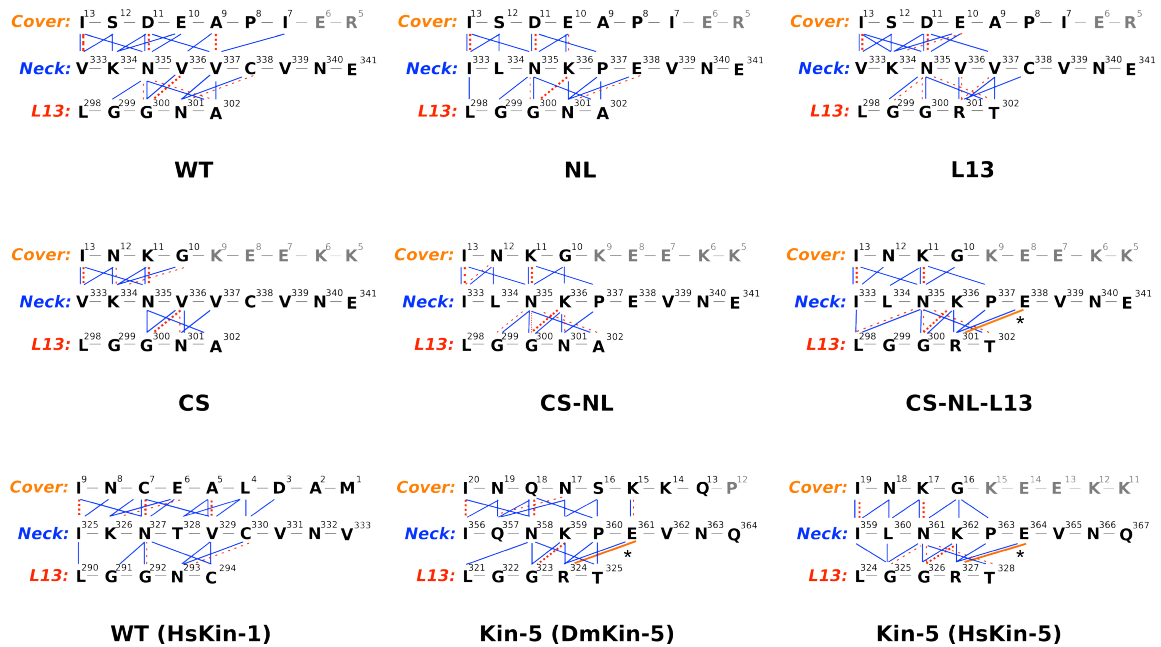 Cover: I13 S12 D11 E10 A9 P8 I7 E6 R5
Neck: V333 K334 N335 V336 V337 C338 V339 N340 E341
L13: L298 G299 G300 N301 A302
WT
Cover: I13 S12 D11 E10 A9 P8 I7 E6 R5
Neck: I333 L334 N335 K336 P337 E338 V339 N340 E341
L13: L298 G299 G300 N301 A302
NL
Cover: I13 S12 D11 E10 A9 P8 I7 E6 R5
Neck: V333 K334 N335 V336 V337 C338 V339 N340 E341
L13: L298 G299 G300 R301 T302
L13
Cover: I13 N12 K11 G10 K9 E8 E7 K6 K5
Neck: V333 K334 N335 V336 V337 C338 V339 N340 E341
L13: L298 G299 G300 N301 A302
CS
Cover: I13 N12 K11 G10 K9 E8 E7 K6 K5
Neck: I333 L334 N335 K336 P337 E338 V339 N340 E341
L13: L298 G299 G300 N301 A302
CS-NL
Cover: I13 N12 K11 G10 K9 E8 E7 K6 K5
Neck: I333 L334 N335 K336 P337 E338 V339 N340 E341
*
L13: L298 G299 G300 R301 T302
CS-NL-L13
Cover: I9 N8 C7 E6 A5 L4 D3 A2 M1
Neck: I325 K326 N327 T328 V329 C330 V331 N332 V333
L13: L290 G291 G292 N293 C294
WT (HsKin-1)
Cover: I20 N19 Q18 N17 S16 K15 K14 Q13 P12
Neck: I356 Q357 N358 K359 P360 E361 V362 N363 Q364
*
L13: L321 G322 G323 R324 T325
Kin-5 (DmKin-5)
Cover: I19 N18 K17 G16 K15 E14 E13 K12 K11
Neck: I359 L360 N361 K362 P363 E364 V365 N366 Q367
*
L13: L324 G325 G326 R327 T328
Kin-5 (HsKin-5)